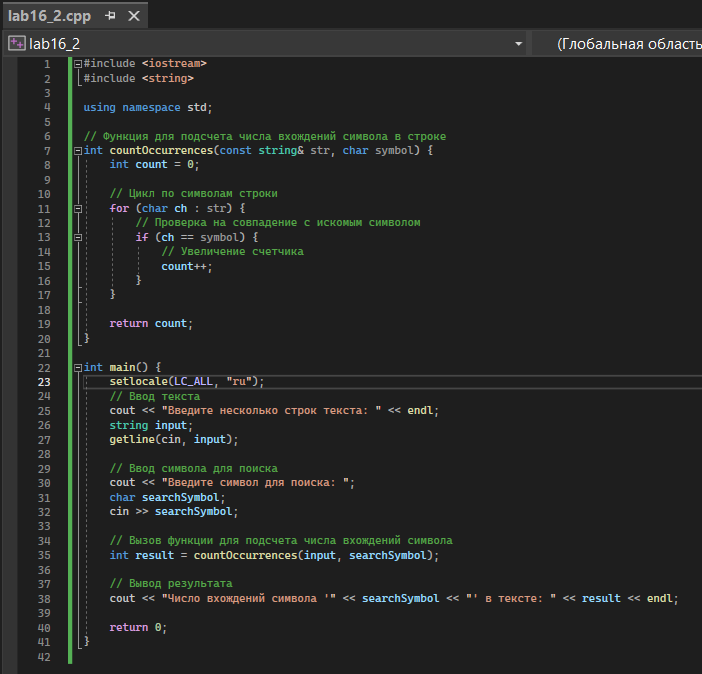 lab16_2.cpp
lab16_2 (Глобальная область
1 #include <iostream>
2 #include <string>
3
4 using namespace std;
5
6 // Функция для подсчета числа вхождений символа в строке
7 int countOccurrences(const string& str, char symbol) {
8 int count = 0;
9
10 // Цикл по символам строки
11 for (char ch : str) {
12 // Проверка на совпадение с искомым символом
13 if (ch == symbol) {
14 // Увеличение счетчика
15 count++;
16 }
17 }
18
19 return count;
20 }
21
22 int main() {
23 setlocale(LC_ALL, "ru");
24 // Ввод текста
25 cout << "Введите несколько строк текста: " << endl;
26 string input;
27 getline(cin, input);
28
29 // Ввод символа для поиска
30 cout << "Введите символ для поиска: ";
31 char searchSymbol;
32 cin >> searchSymbol;
33
34 // Вызов функции для подсчета числа вхождений символа
35 int result = countOccurrences(input, searchSymbol);
36
37 // Вывод результата
38 cout << "Число вхождений символа '" << searchSymbol << "' в тексте: " << result << endl;
39
40 return 0;
41 }
42